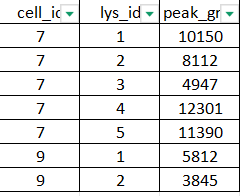 cell_id lys_id peak_gr
7 1 10150
7 2 8112
7 3 4947
7 4 12301
7 5 11390
9 1 5812
9 2 3845